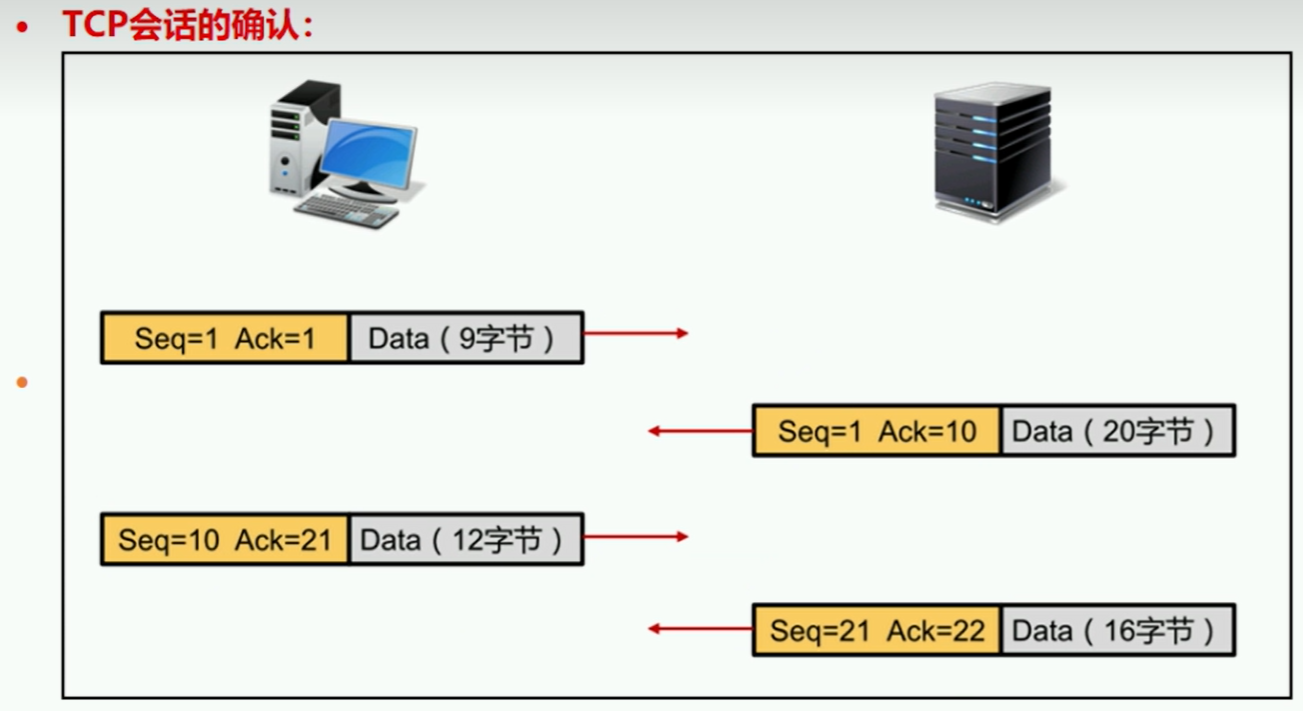 TCP会话的确认：
Seq=1 Ack=1 Data（9字节）
Seq=1 Ack=10 Data（20字节）
Seq=10 Ack=21 Data（12字节）
Seq=21 Ack=22 Data（16字节）